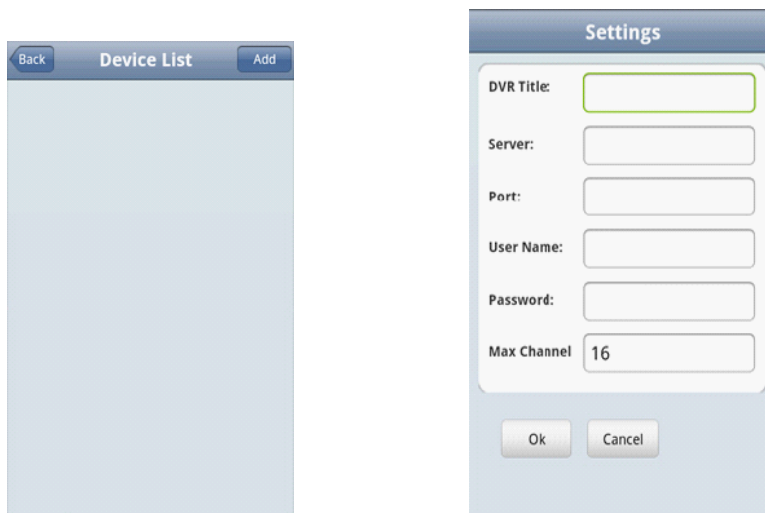 Back Device List Add
Settings
DVR Title:
Server:
Port:
User Name:
Password:
Max Channel 16
Ok Cancel